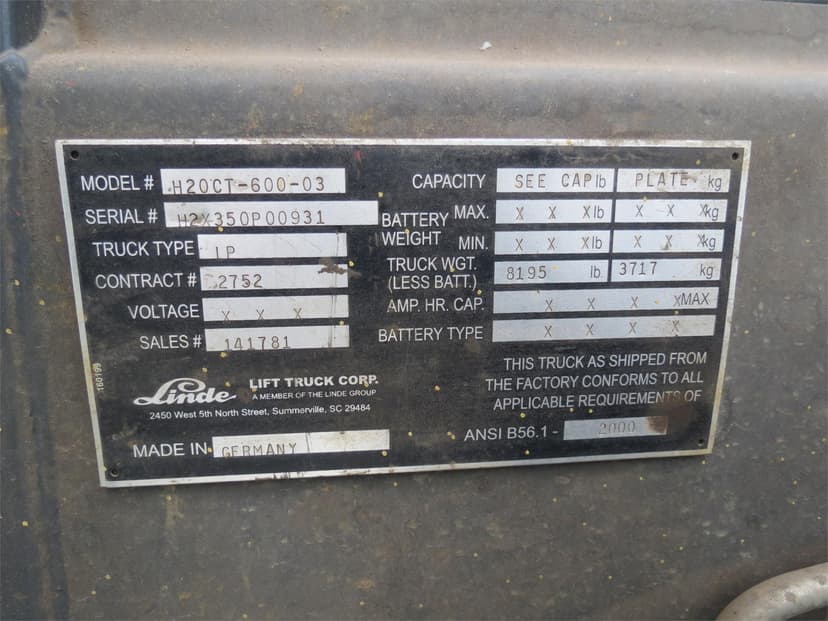 MODEL # H20CT-600-03
SERIAL # H2X350P00931
TRUCK TYPE LP
CONTRACT # 2752
VOLTAGE X X X
SALES # 141781
CAPACITY SEE CAP lb PLATE kg
BATTERY WEIGHT MAX. X X X lb X X X kg
MIN. X X X lb X X X kg
TRUCK WGT. (LESS BATT.) 8195 lb. 3717 kg
AMP. HR. CAP. X X X X MAX
BATTERY TYPE X X X X
160199
Linde LIFT TRUCK CORP.
A MEMBER OF THE LINDE GROUP
2450 West 5th North Street, Summerville, SC 29484
MADE IN GERMANY
THIS TRUCK AS SHIPPED FROM
THE FACTORY CONFORMS TO ALL
APPLICABLE REQUIREMENTS OF
ANSI B56.1 - 2000